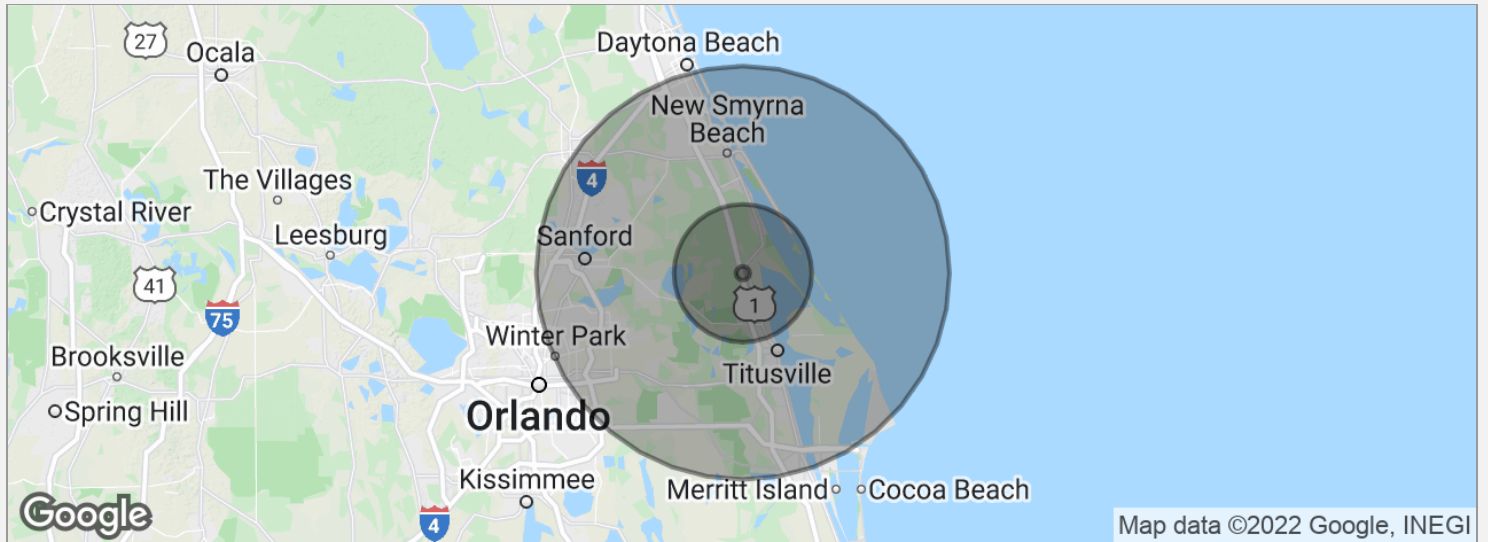 27
Ocala
Daytona Beach
New Smyrna
Beach
4
The Villages
Crystal River
Leesburg
Sanford
41
75
1
Winter Park
Brooksville
Titusville
Spring Hill
Orlando
Kissimmee
Merritt Island
Cocoa Beach
4
Google
Map data ©2022 Google, INEGI